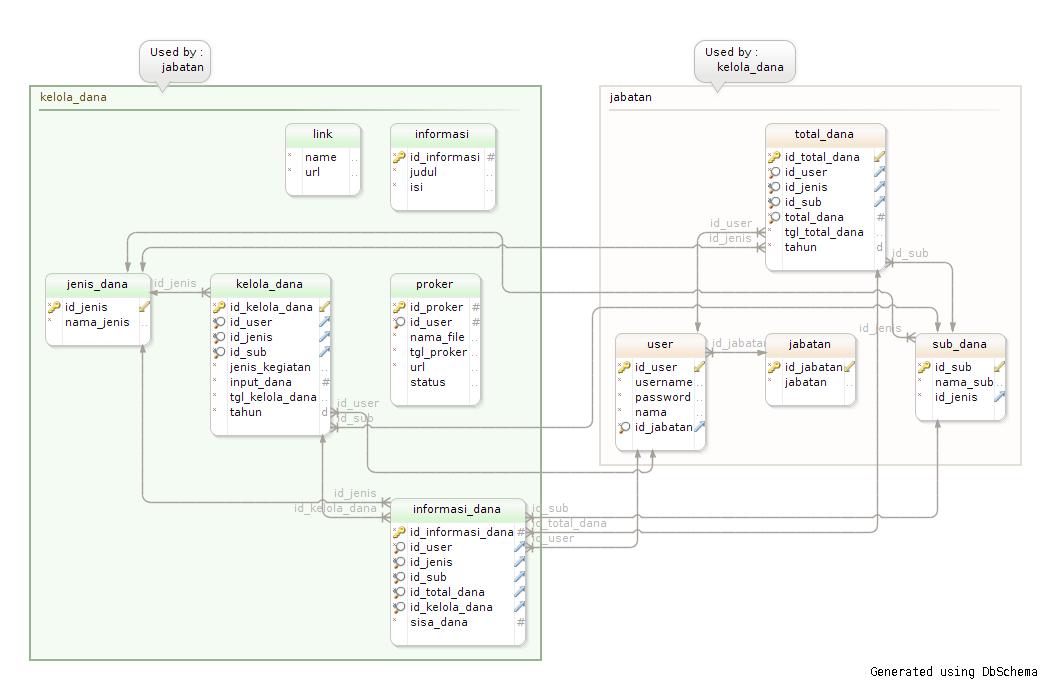 Used by :
jabatan
Used by :
kelola_dana
kelola_dana
link
name
url
informasi
id_informasi #
judul
isi
jenis_dana
id_jenis
nama_jenis
id_jenis
kelola_dana
id_kelola_dana
id_user
id_jenis
id_sub
jenis_kegiatan
input_dana #
tgl_kelola_dana
tahun d
id_user
id_sub
proker
id_proker #
id_user #
nama_file
tgl_proker
url
status
id_jenis
id_kelola_dana
informasi_dana
id_informasi_dana #
id_user
id_jenis
id_sub
id_total_dana
id_kelola_dana
sisa_dana #
id_sub
id_total_dana
id_user
jabatan
total_dana
id_total_dana
id_user
id_jenis
id_sub
total_dana #
tgl_total_dana
tahun d
id_user
id_jenis
id_sub
user
id_user
username
password
nama
id_jabatan
id_jabatan
jabatan
id_jabatan
jabatan
id_jenis
sub_dana
id_sub
nama_sub
id_jenis
Generated using DbSchema